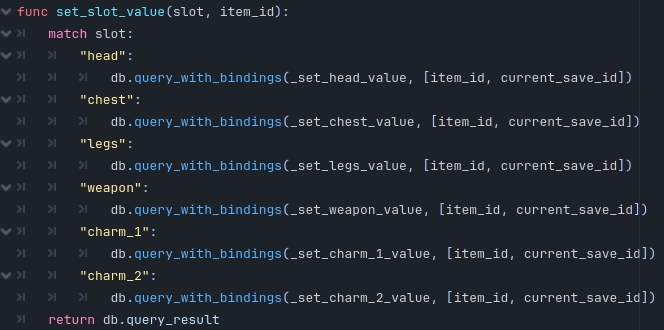 func set_slot_value(slot, item_id):
match slot:
"head":
db.query_with_bindings(_set_head_value, [item_id, current_save_id])
"chest":
db.query_with_bindings(_set_chest_value, [item_id, current_save_id])
"legs":
db.query_with_bindings(_set_legs_value, [item_id, current_save_id])
"weapon":
db.query_with_bindings(_set_weapon_value, [item_id, current_save_id])
"charm_1":
db.query_with_bindings(_set_charm_1_value, [item_id, current_save_id])
"charm_2":
db.query_with_bindings(_set_charm_2_value, [item_id, current_save_id])
return db.query_result